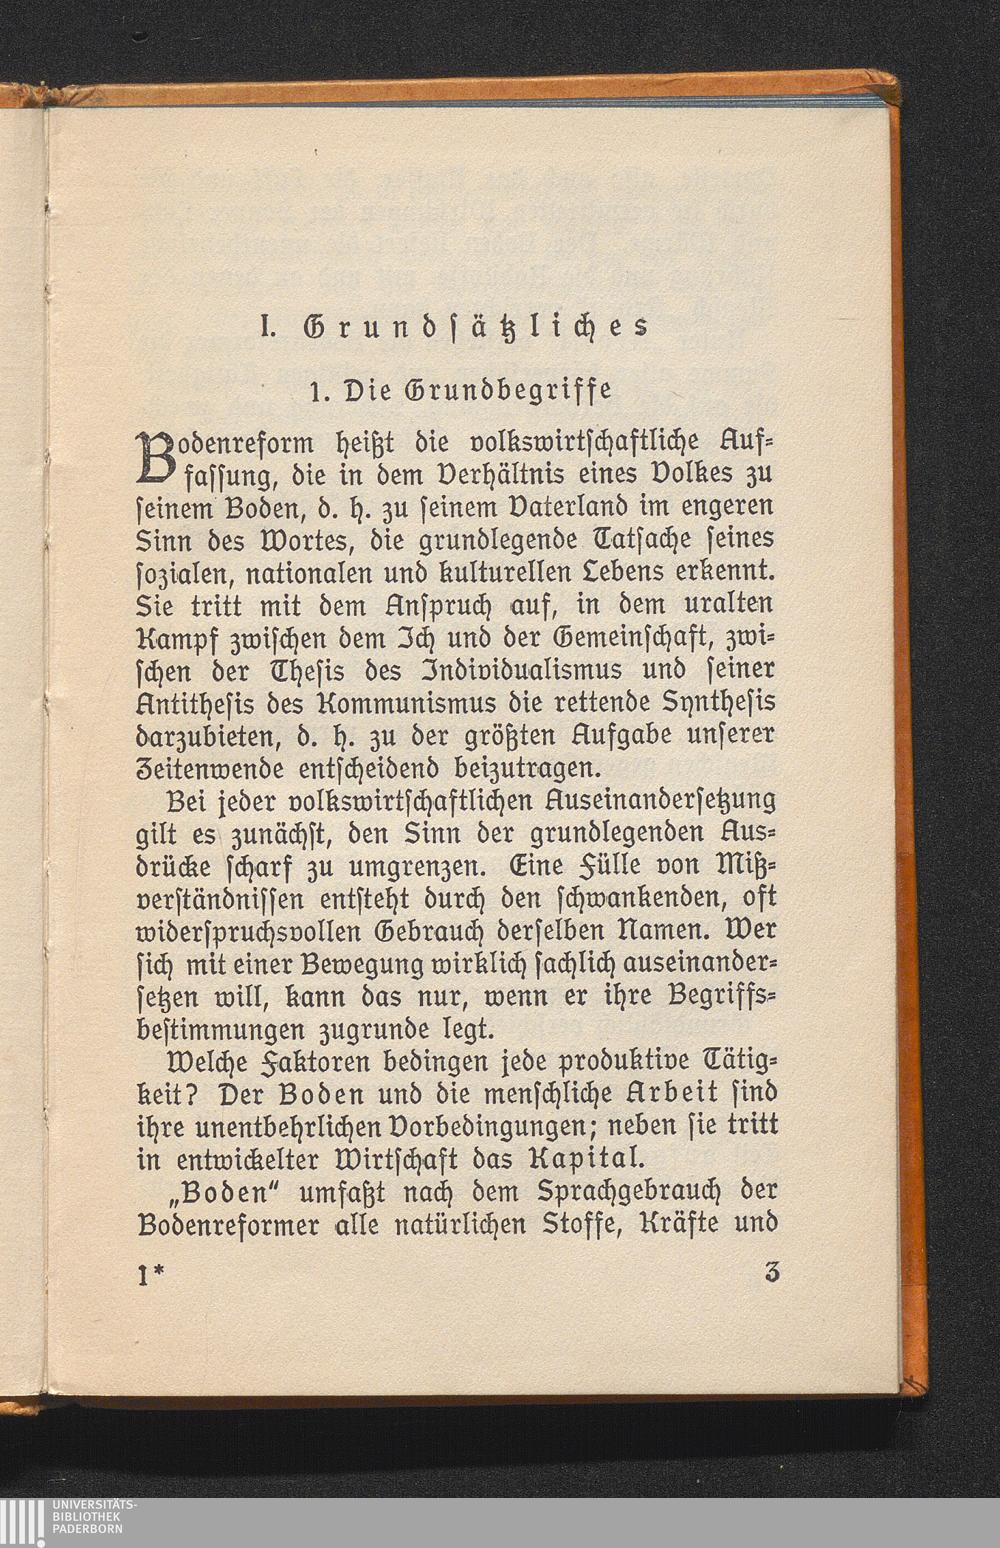 I. Grundsätzliches
1. Die Grundbegriffe
Bodenreform heißt die volkswirtschaftliche Auf-
fassung, die in dem Verhältnis eines Volkes zu
seinem Boden, d. h. zu seinem Vaterland im engeren
Sinn des Wortes, die grundlegende Tatsache seines
sozialen, nationalen und kulturellen Lebens erkennt.
Sie tritt mit dem Anspruch auf, in dem uralten
Kampf zwischen dem Ich und der Gemeinschaft, zwi-
schen der Thesis des Individualismus und seiner
Antithesis des Kommunismus die rettende Synthesis
darzubieten, d. h. zu der größten Aufgabe unserer
Zeitenwende entscheidend beizutragen.
Bei jeder volkswirtschaftlichen Auseinandersetzung
gilt es zunächst, den Sinn der grundlegenden Aus-
drücke scharf zu umgrenzen. Eine Fülle von Miß-
verständnissen entsteht durch den schwankenden, oft
widerspruchsvollen Gebrauch derselben Namen. Wer
sich mit einer Bewegung wirklich sachlich auseinander-
setzen will, kann das nur, wenn er ihre Begriffs-
bestimmungen zugrunde legt.
Welche Faktoren bedingen jede produktive Tätig-
keit? Der Boden und die menschliche Arbeit sind
ihre unentbehrlichen Vorbedingungen; neben sie tritt
in entwickelter Wirtschaft das Kapital.
„Boden“ umfaßt nach dem Sprachgebrauch der
Bodenreformer alle natürlichen Stoffe, Kräfte und
1* 3
UNIVERSITÄTS-
BIBLIOTHEK
PADERBORN